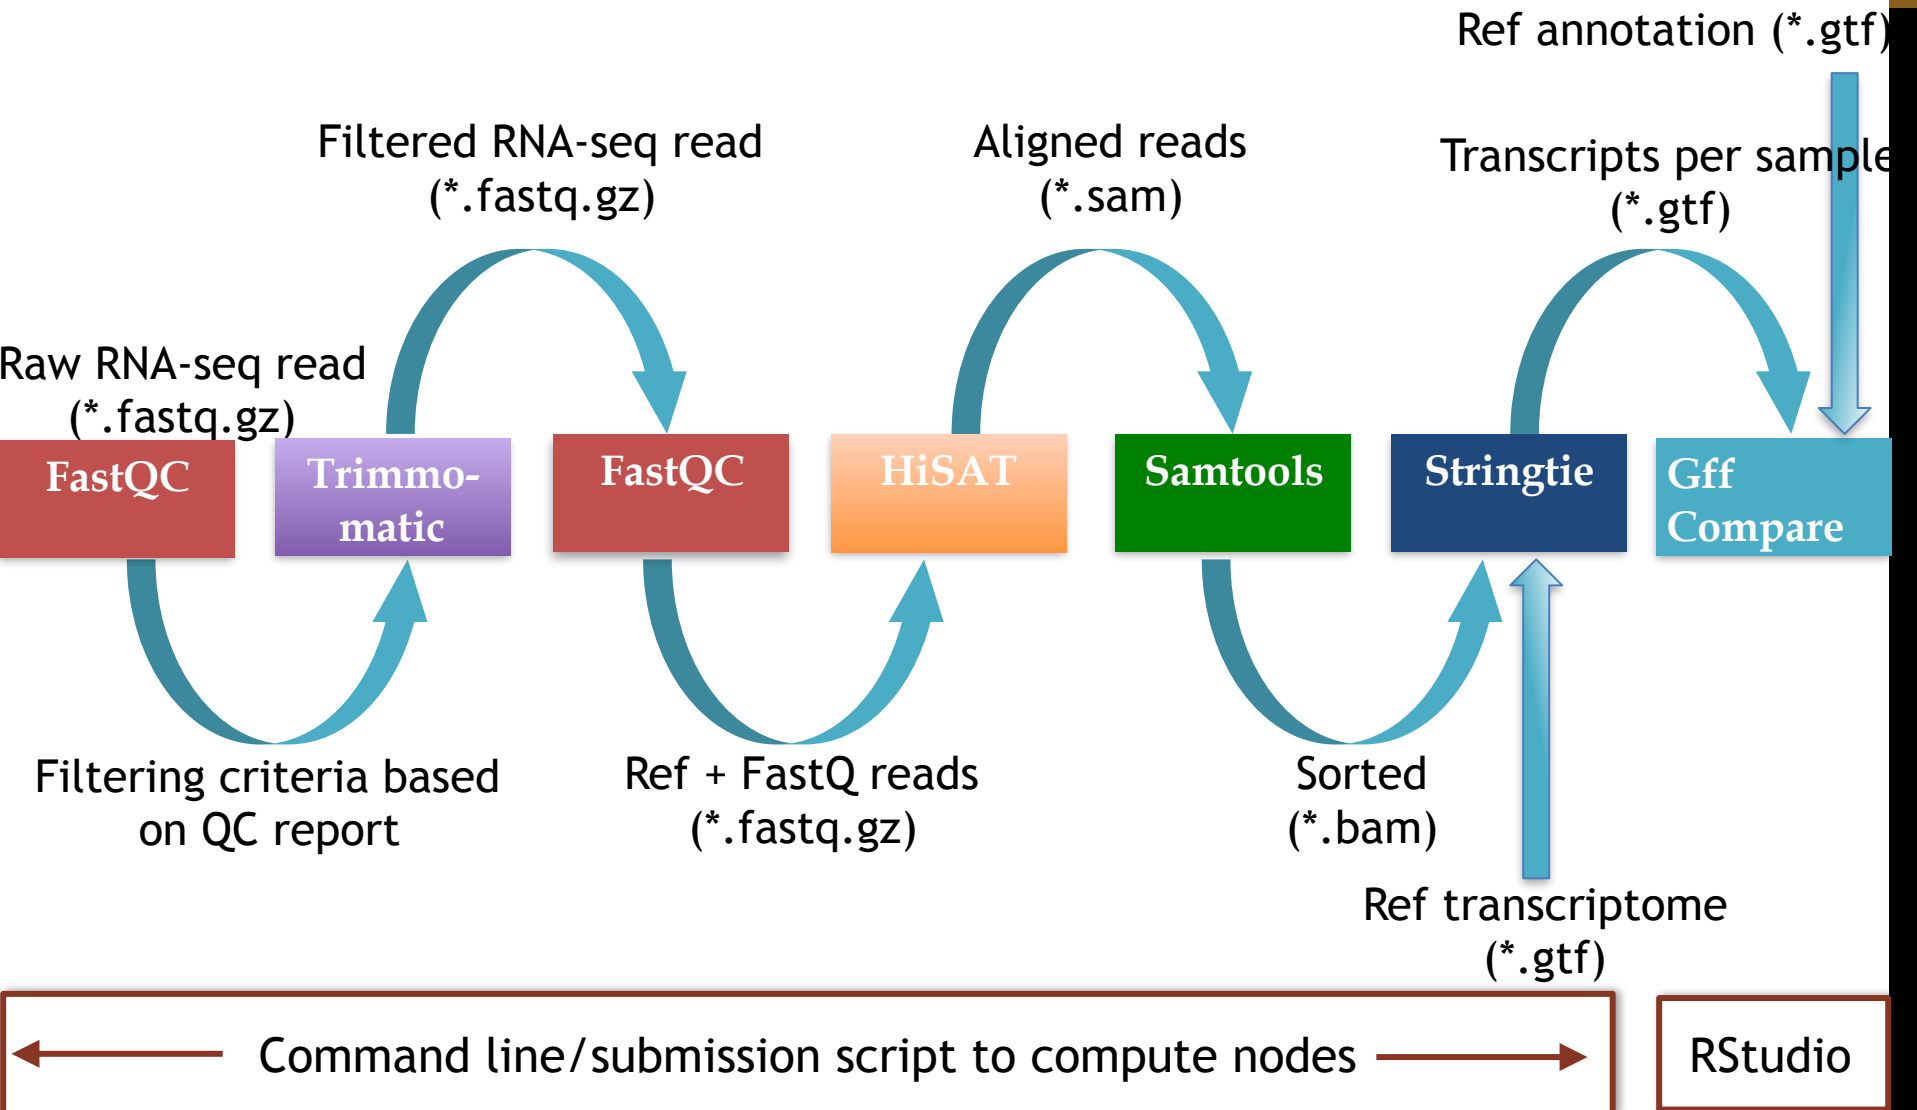 Ref annotation (*.gtf)
Filtered RNA-seq read
(*.fastq.gz)
Aligned reads
(*.sam)
Transcripts per sample
(*.gtf)
Raw RNA-seq read
(*.fastq.gz)
FastQC
Trimmo-
matic
FastQC
HiSAT
Samtools
Stringtie
Gff
Compare
Filtering criteria based
on QC report
Ref + FastQ reads
(*.fastq.gz)
Sorted
(*.bam)
Ref transcriptome
(*.gtf)
Command line/submission script to compute nodes
RStudio